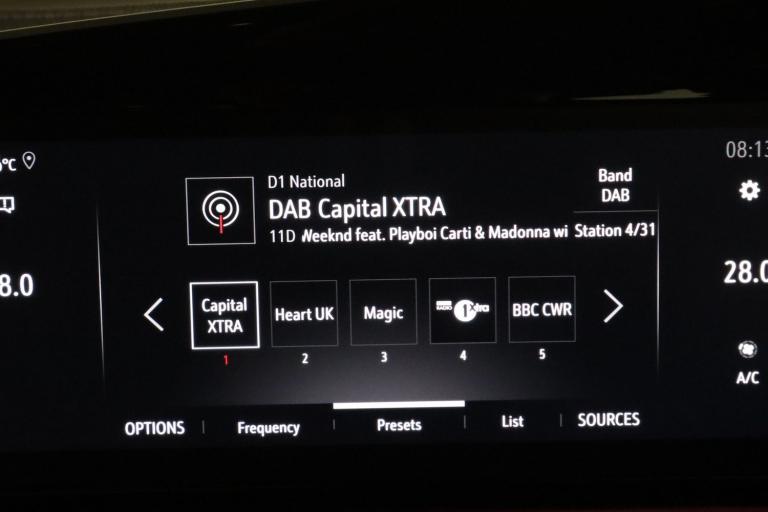 °C
08:13
D1 National
Band
DAB
DAB Capital XTRA
11D Weeknd feat. Playboi Carti & Madonna wi
Station 4/31
8.0
28.0
Capital
XTRA
Heart UK
Magic
RADIO 1Xtra
BBC CWR
1
2
3
4
5
A/C
OPTIONS
Frequency
Presets
List
SOURCES